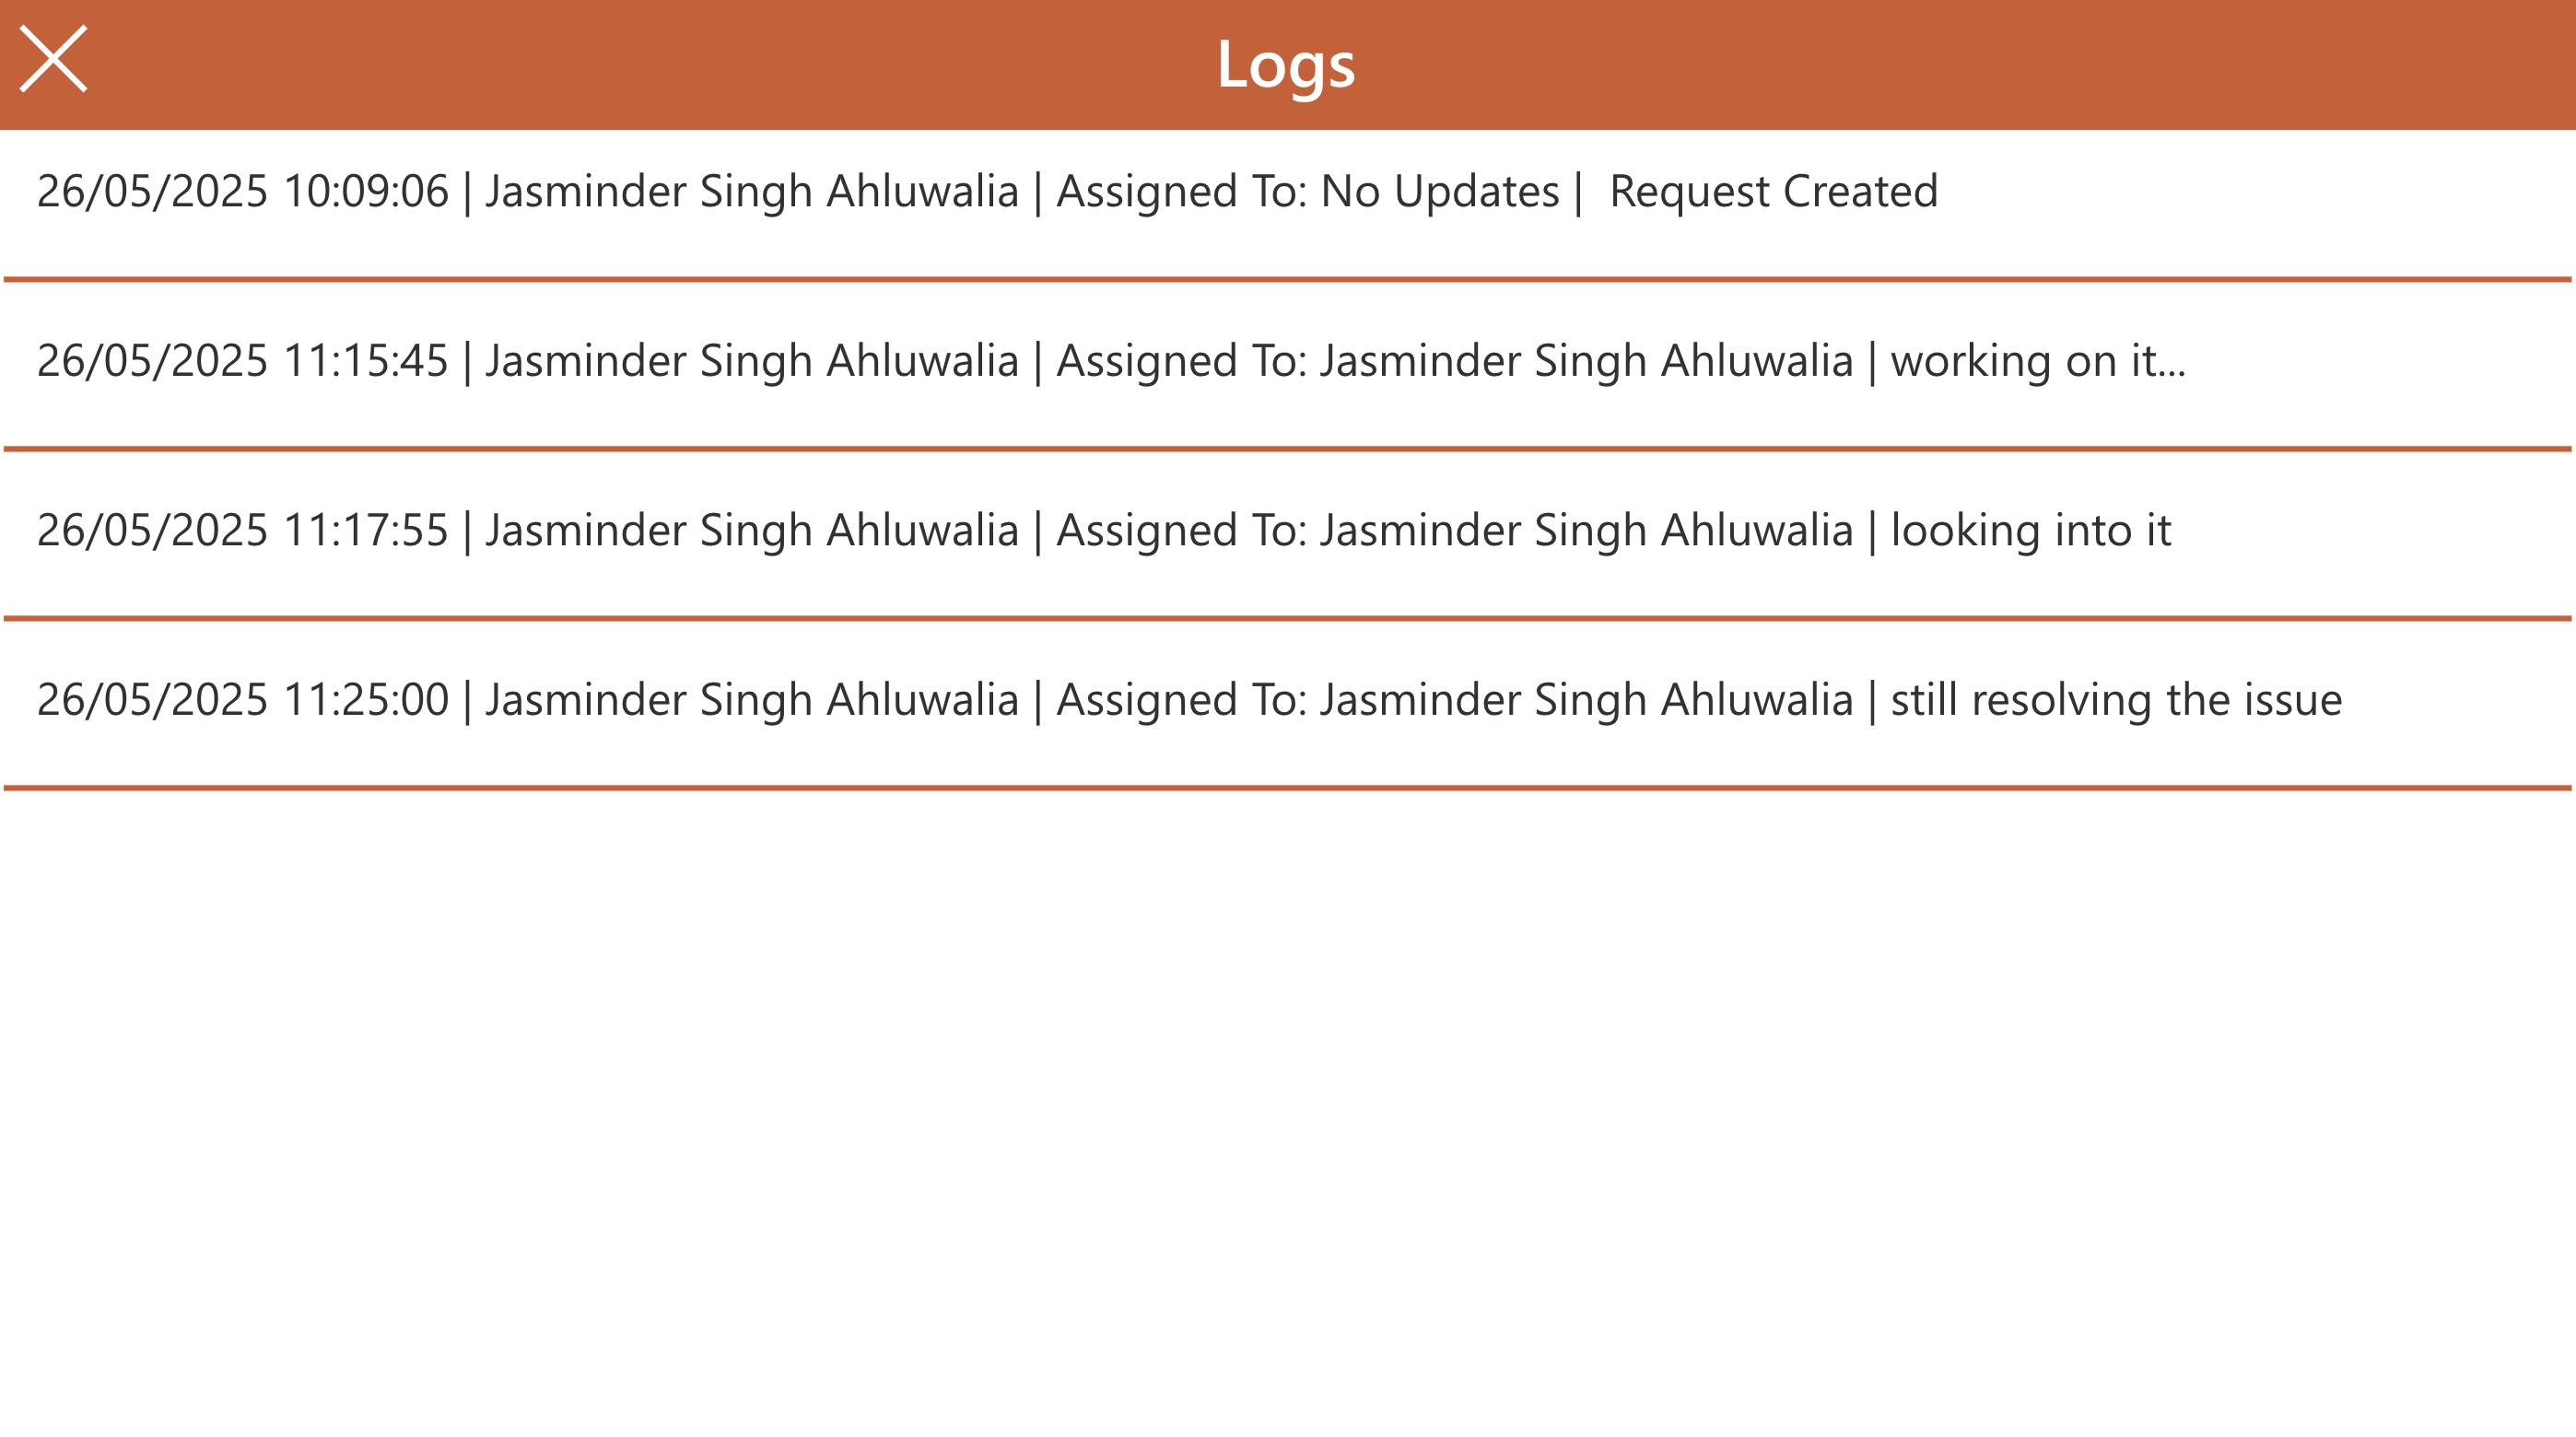 Logs
26/05/2025 10:09:06 | Jasminder Singh Ahluwalia | Assigned To: No Updates |  Request Created
26/05/2025 11:15:45 | Jasminder Singh Ahluwalia | Assigned To: Jasminder Singh Ahluwalia | working on it...
26/05/2025 11:17:55 | Jasminder Singh Ahluwalia | Assigned To: Jasminder Singh Ahluwalia | looking into it
26/05/2025 11:25:00 | Jasminder Singh Ahluwalia | Assigned To: Jasminder Singh Ahluwalia | still resolving the issue